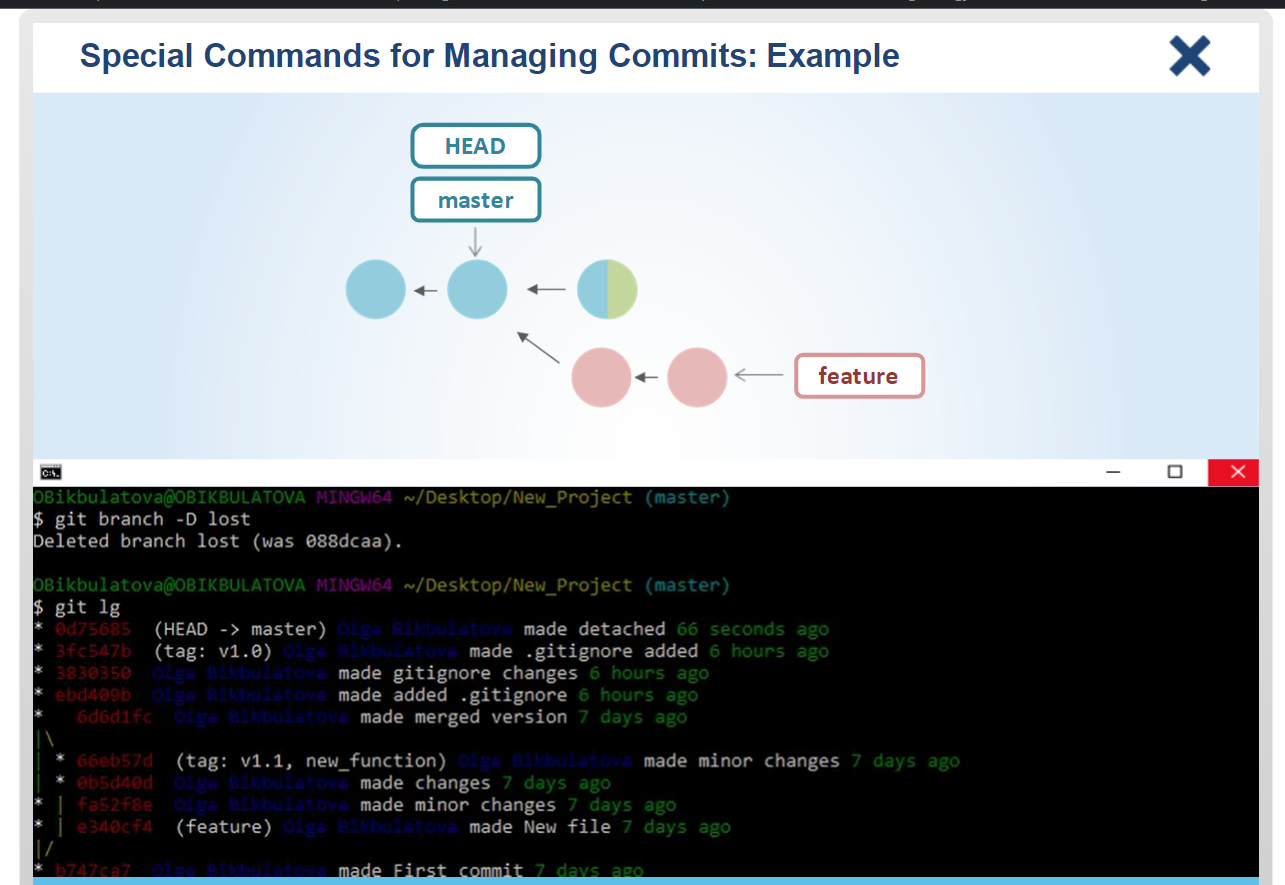 Special Commands for Managing Commits: Example
HEAD
master
feature
C:\.
OBikbulatova@OBIKBULATOVA MINGW64 ~/Desktop/New_Project (master)
$ git branch -D lost
Deleted branch lost (was 088dcaa).
OBikbulatova@OBIKBULATOVA MINGW64 ~/Desktop/New_Project (master)
$ git lg
* 0d75685 (HEAD -> master) Olga Bikbulatova made detached 66 seconds ago
* 3fc547b (tag: v1.0) Olga Bikbulatova made .gitignore added 6 hours ago
* 3830350 Olga Bikbulatova made gitignore changes 6 hours ago
* ebd409b Olga Bikbulatova made added .gitignore 6 hours ago
* 6d6d1fc Olga Bikbulatova made merged version 7 days ago
|\
| * 66eb57d (tag: v1.1, new_function) Olga Bikbulatova made minor changes 7 days ago
| * 0b5d40d Olga Bikbulatova made changes 7 days ago
* | fa52f8e Olga Bikbulatova made minor changes 7 days ago
* | e340cf4 (feature) Olga Bikbulatova made New file 7 days ago
|/
* b747ca7 Olga Bikbulatova made First commit 7 days ago